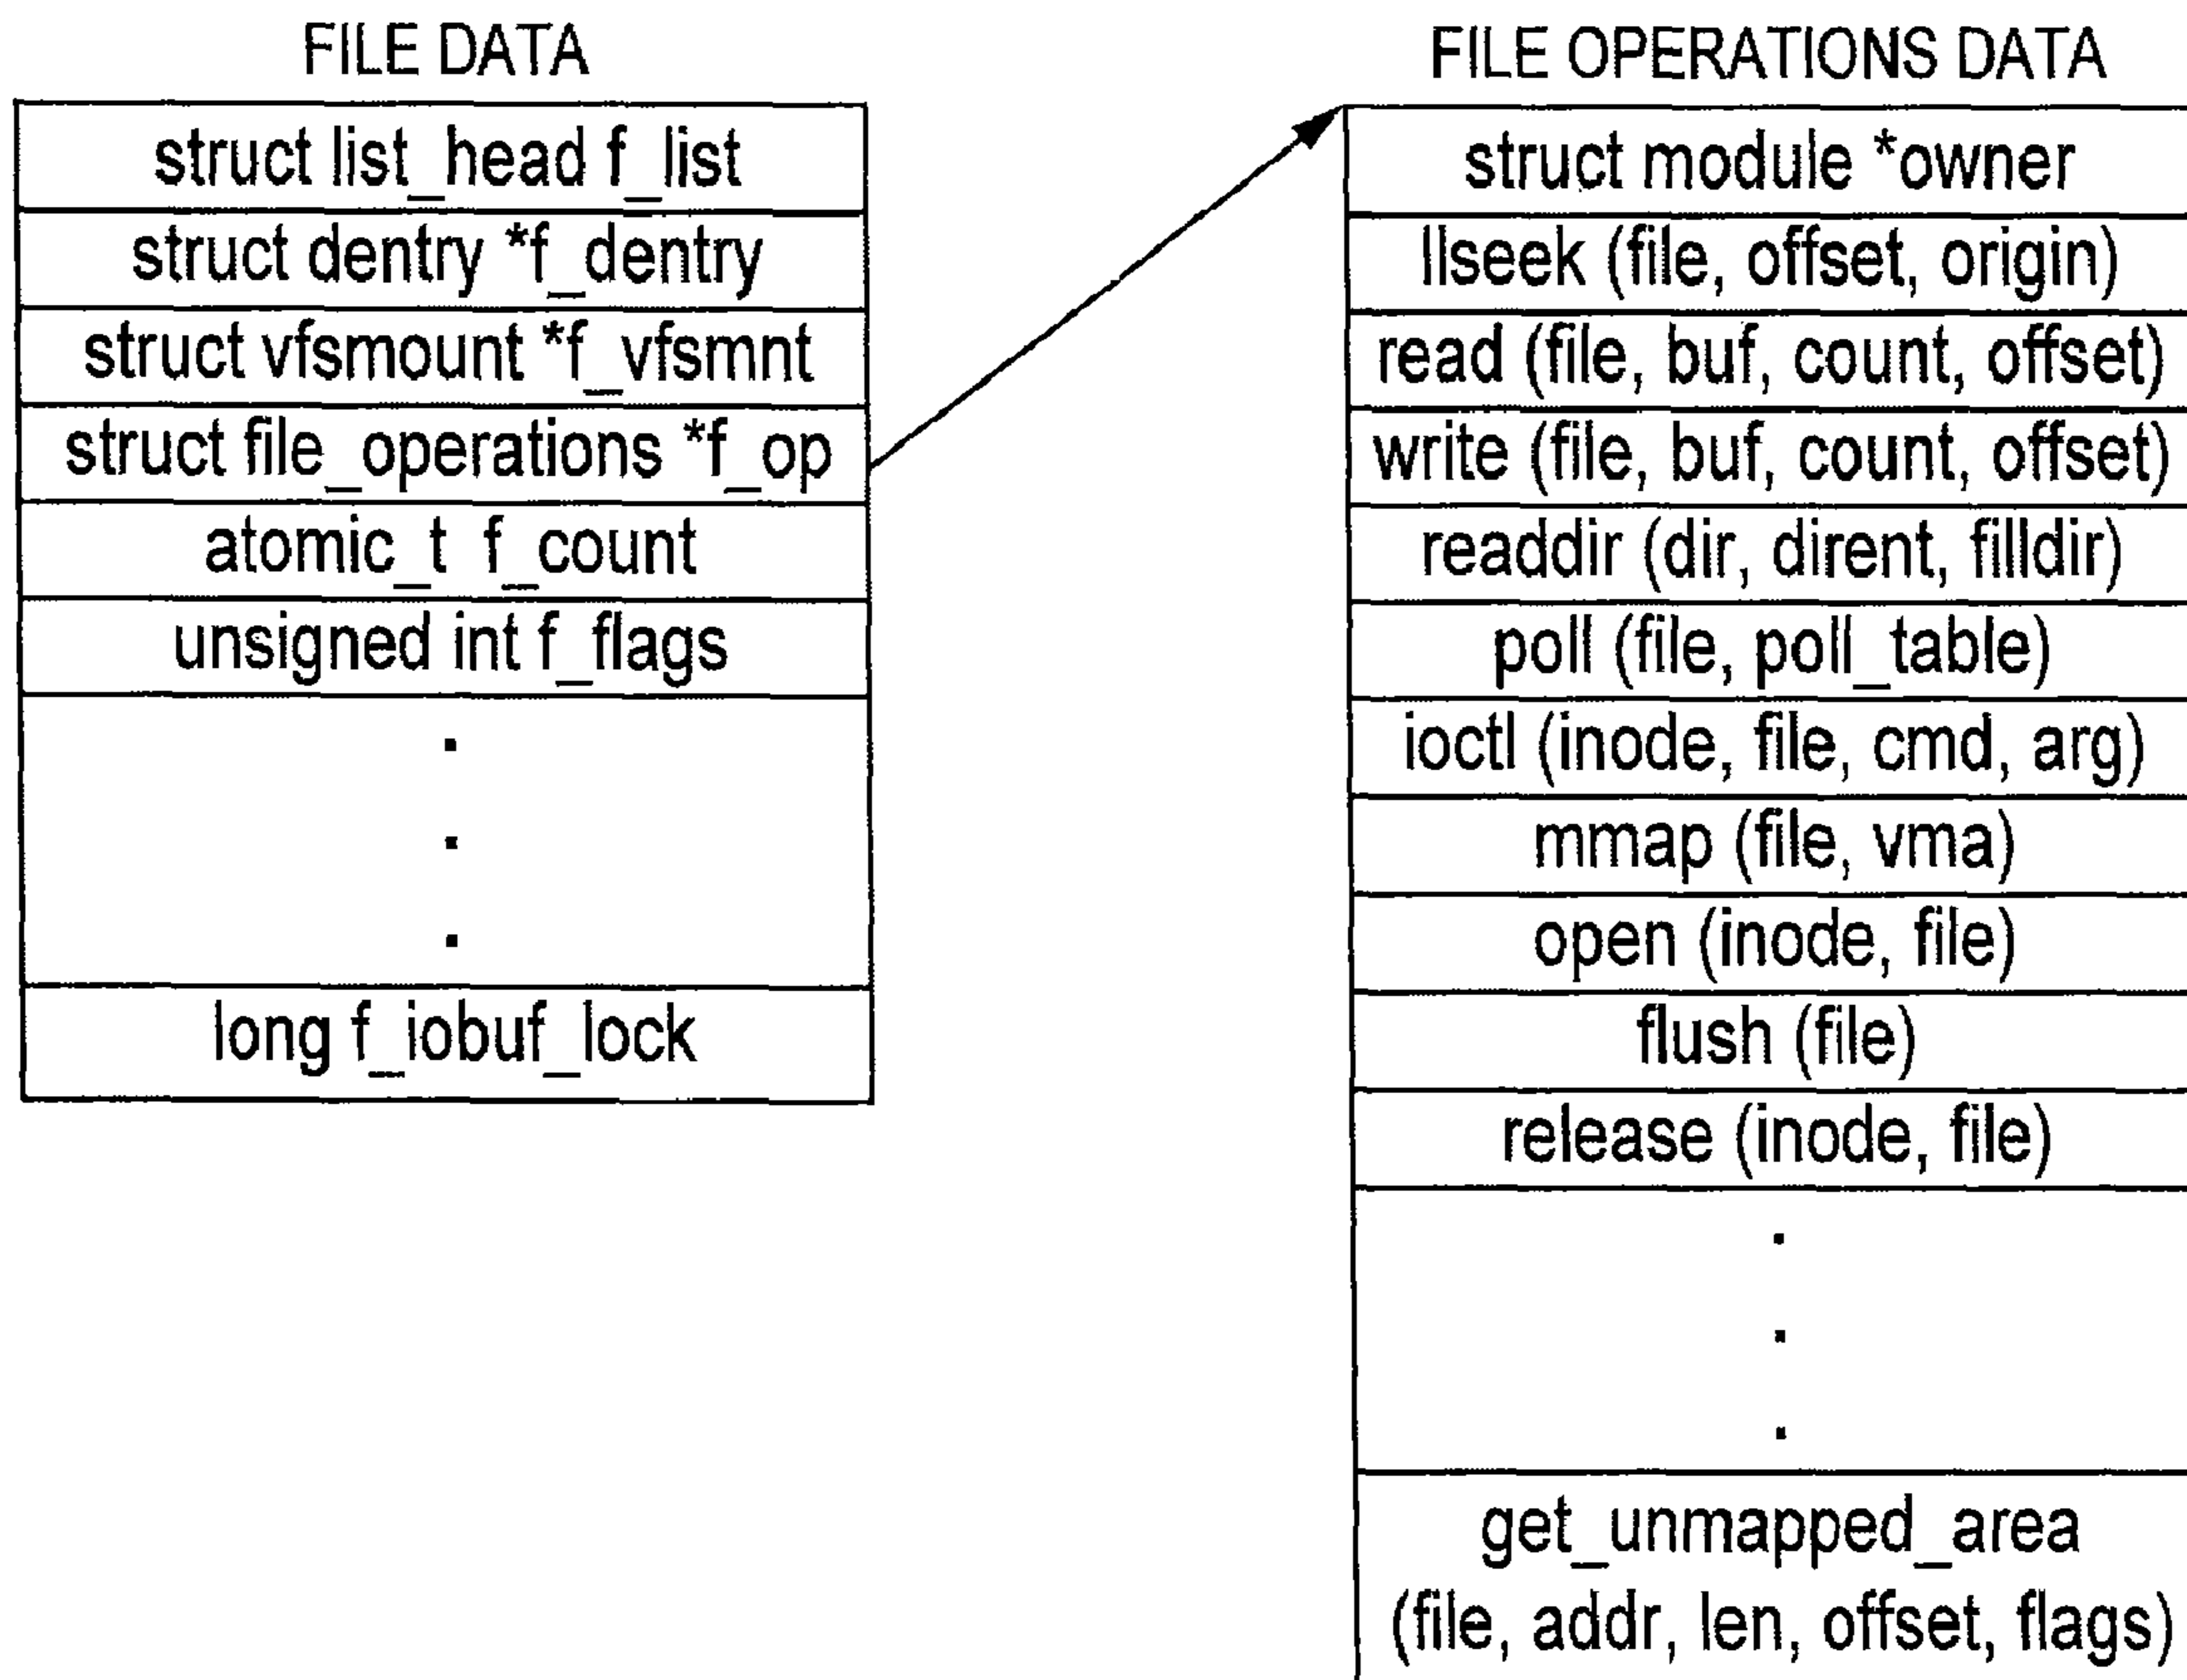 FILE DATA
struct list_head f_list
struct dentry *f_dentry
struct vfsmount *f_vfsmnt
struct file_operations *f_op
atomic_t f_count
unsigned int f_flags
.
.
.
long f_iobuf_lock
FILE OPERATIONS DATA
struct module *owner
llseek (file, offset, origin)
read (file, buf, count, offset)
write (file, buf, count, offset)
readdir (dir, dirent, filldir)
poll (file, poll_table)
ioctl (inode, file, cmd, arg)
mmap (file, vma)
open (inode, file)
flush (file)
release (inode, file)
.
.
.
get_unmapped_area
(file, addr, len, offset, flags)